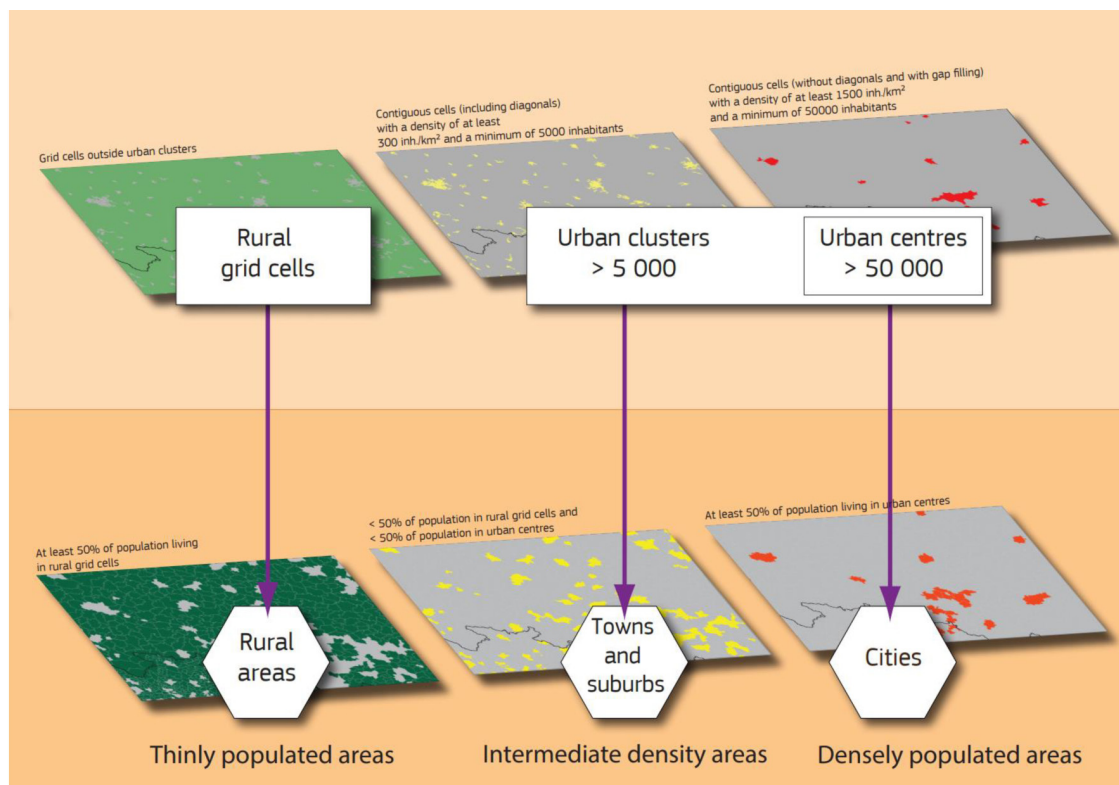 Grid cells outside urban clusters
Contiguous cells (including diagonals)
with a density of at least
300 inh./km² and a minimum of 5000 inhabitants
Contiguous cells (without diagonals and with gap filling)
with a density of at least 1500 inh./km²
and a minimum of 50000 inhabitants
Rural
grid cells
Urban clusters
> 5 000
Urban centres
> 50 000
At least 50% of population living
in rural grid cells
< 50% of population in rural grid cells and
< 50% of population in urban centres
At least 50% of population living in urban centres
Rural
areas
Towns
and
suburbs
Cities
Thinly populated areas
Intermediate density areas
Densely populated areas